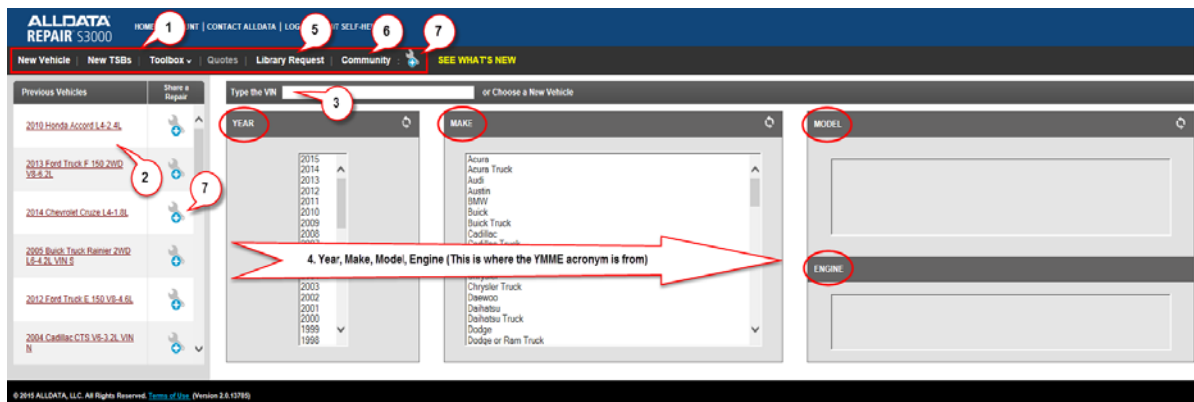 ALLDATA
REPAIR S3000
CONTACT ALLDATA
1
5
6
7
New Vehicle | New TSBs | Toolbox | Quotes | Library Request | Community
SEE WHAT'S NEW
Previous Vehicles
Share a
Repair
Type the VIN
or Choose a New Vehicle
3
2010 Honda Accord L4-2.4L
2013 Ford Truck F 150 2WD
V8-6.2L
2
7
2014 Chevrolet Cruze L4-1.8L
2005 Buick Truck Rainier 2WD
L6-4.2L VIN S
2012 Ford Truck E 150 V8-4.6L
2004 Cadillac CTS V6-3.2L VIN
N
YEAR
2015
2014
2013
2012
2011
2010
2009
2008
2003
2002
2001
2000
1999
1998
MAKE
Acura
Acura Truck
Audi
Austin
BMW
Buick
Buick Truck
Cadillac
Chrysler Truck
Daewoo
Daihatsu
Daihatsu Truck
Dodge
Dodge or Ram Truck
4. Year, Make, Model, Engine (This is where the YMME acronym is from)
MODEL
ENGINE
© 2015 ALLDATA, LLC. All Rights Reserved. Terms of Use (Version 2.0.13785)